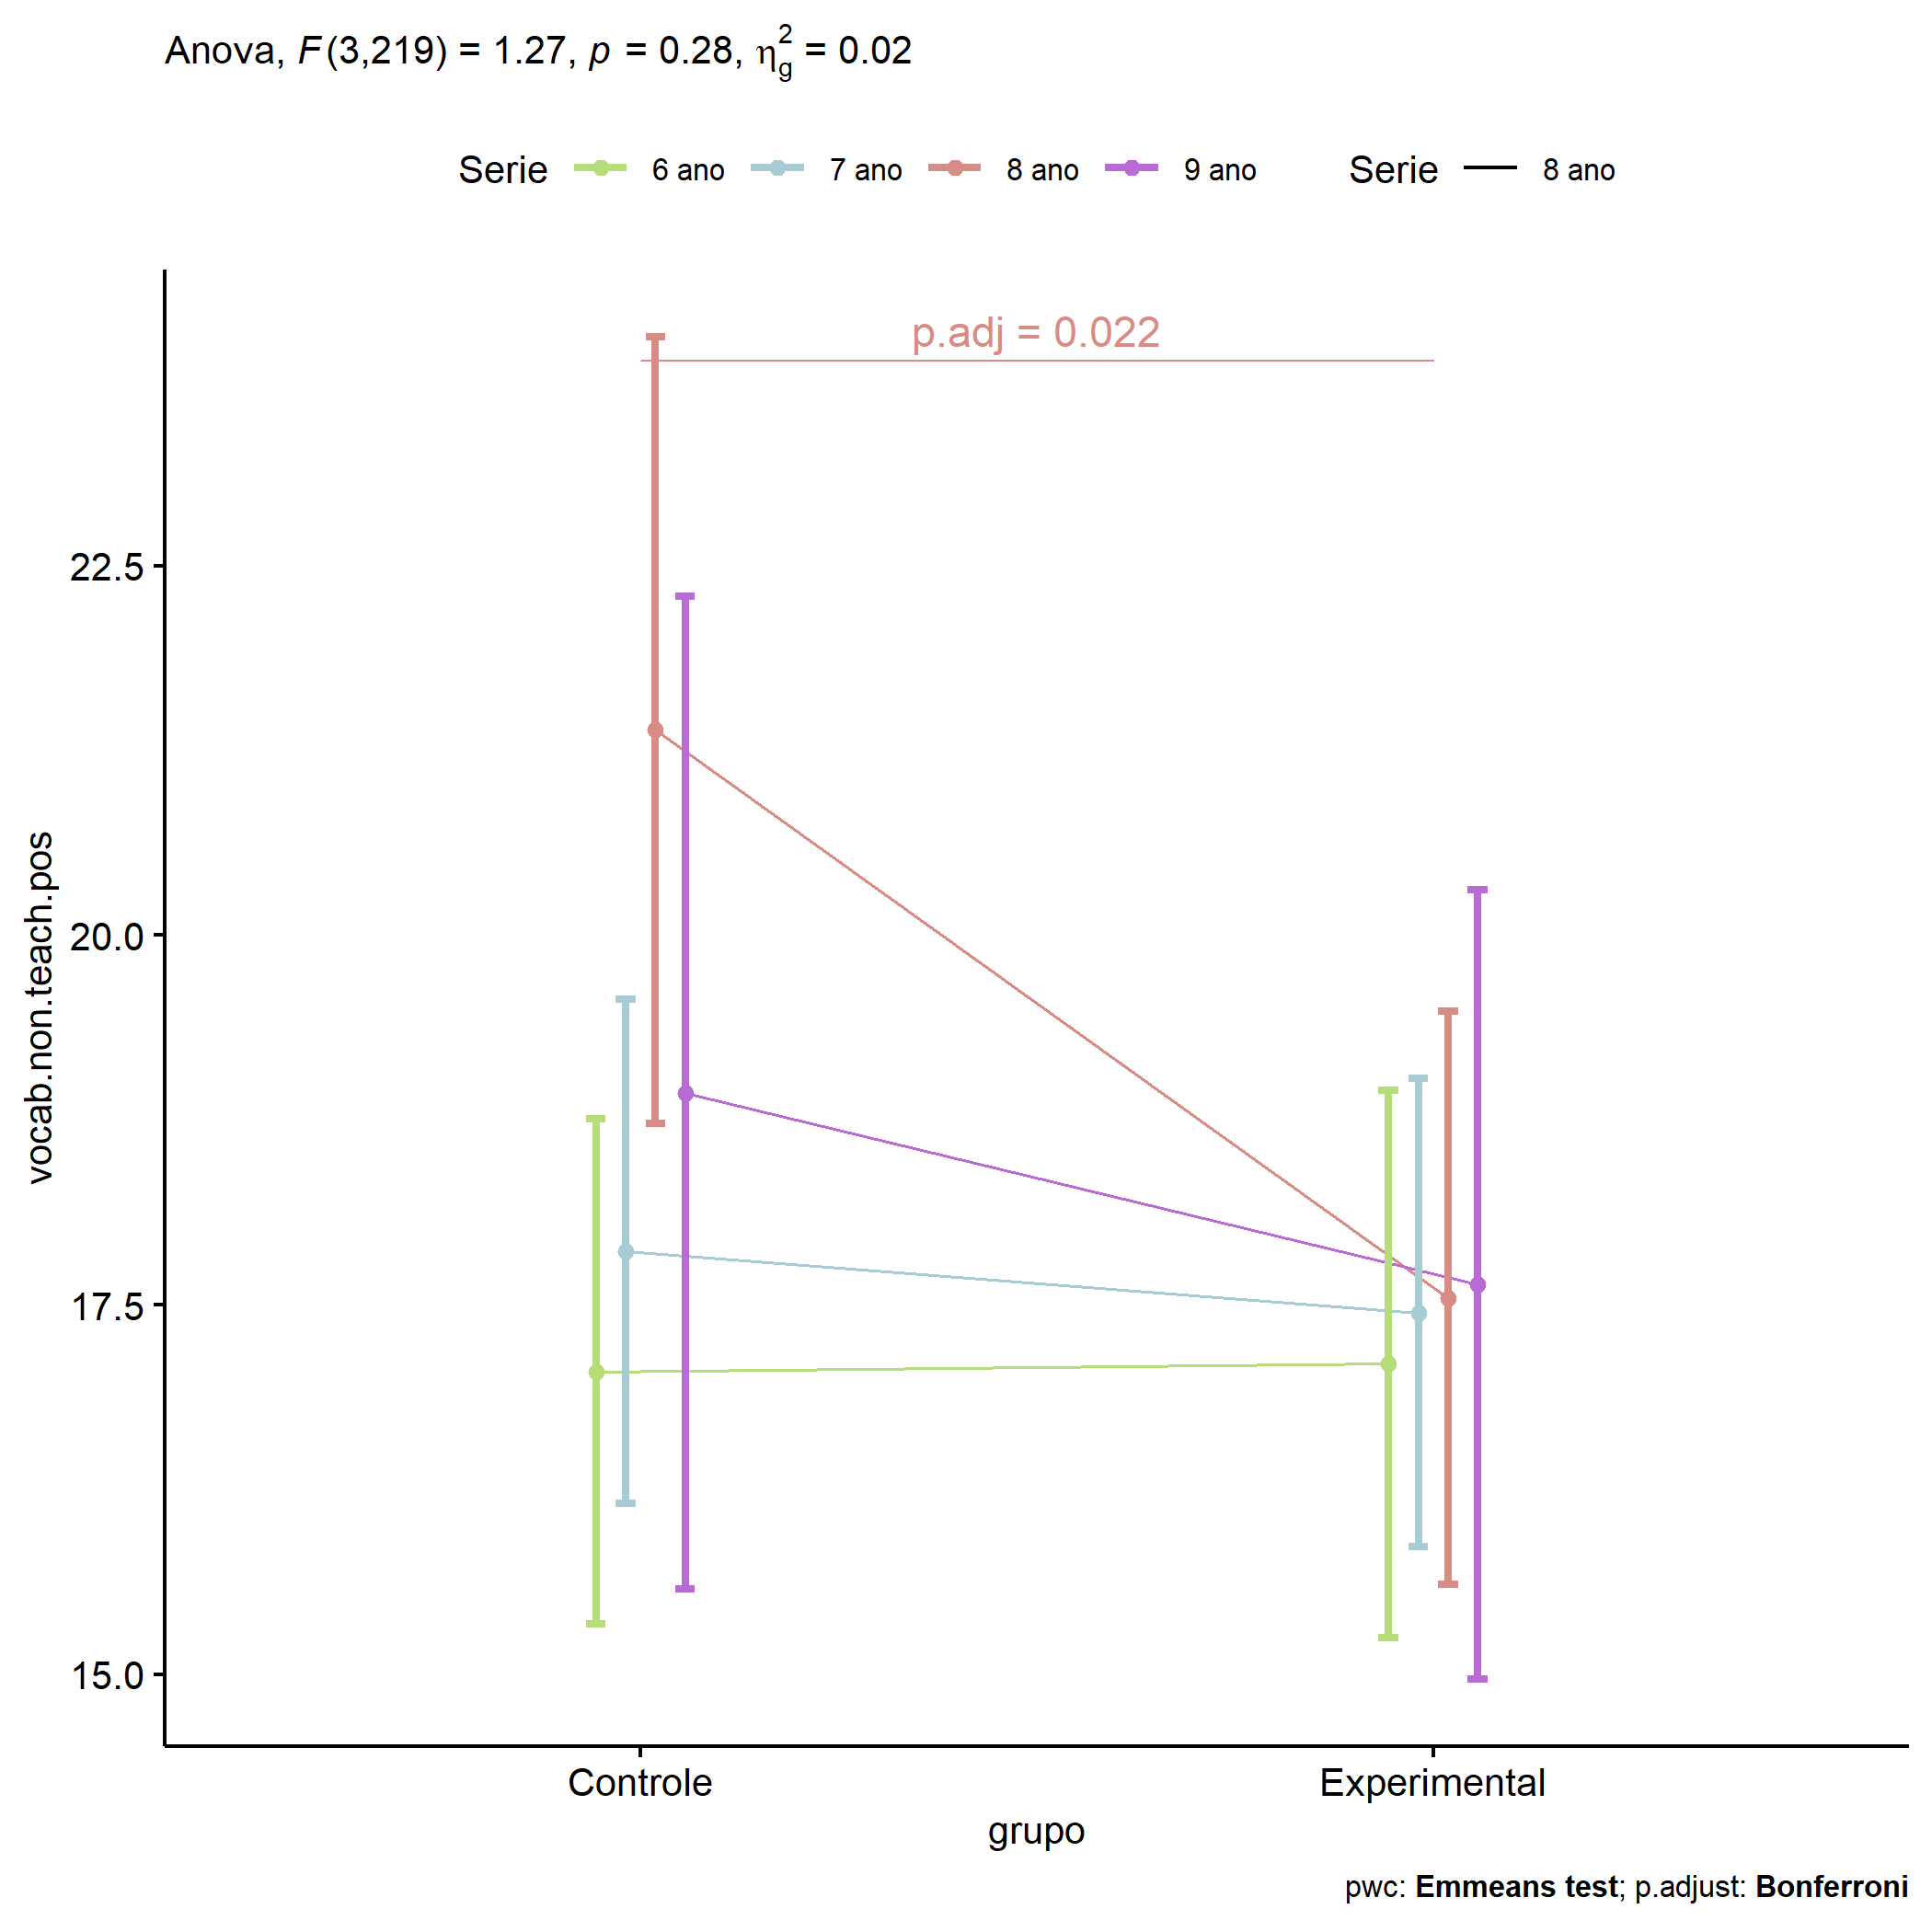 Anova, F(3,219) = 1.27, p = 0.28, η²g = 0.02
Serie 6 ano 7 ano 8 ano 9 ano Serie 8 ano
p.adj = 0.022
22.5
20.0
17.5
15.0
vocab.non.teach.pos
Controle Experimental
grupo
pwc: Emmeans test; p.adjust: Bonferroni